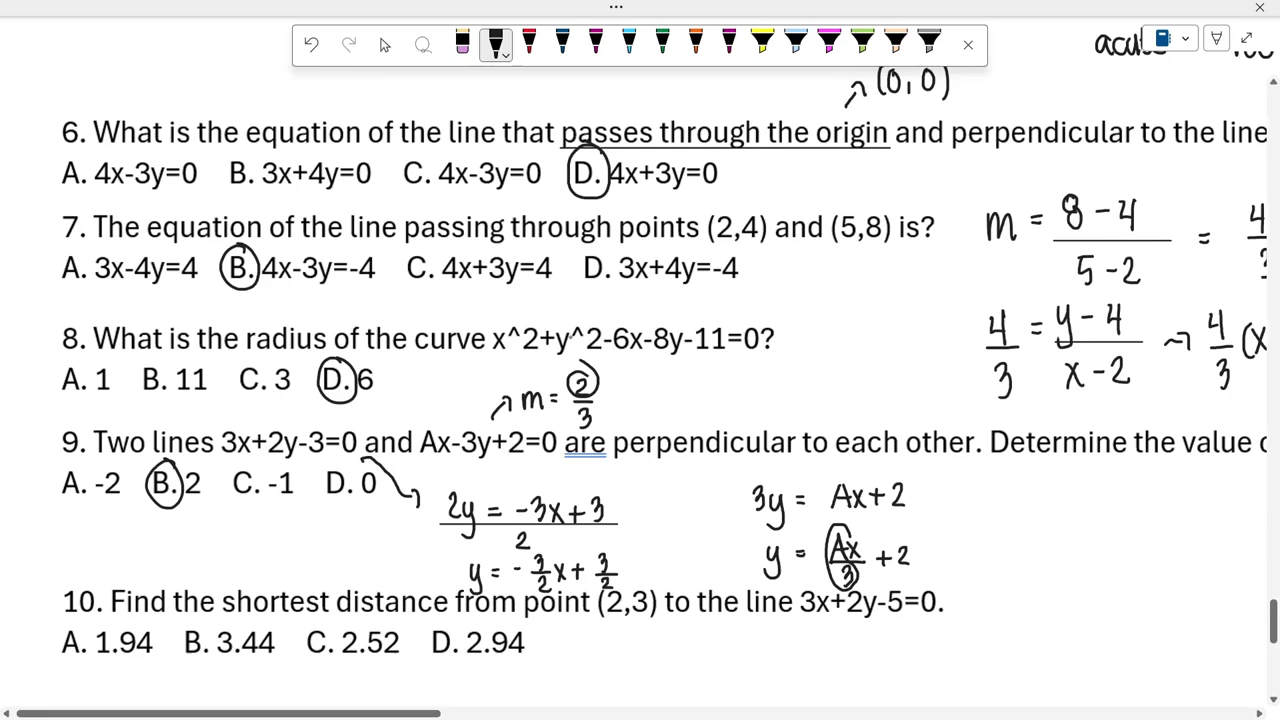 acu
(0, 0)
6. What is the equation of the line that passes through the origin and perpendicular to the line
A. 4x-3y=0 B. 3x+4y=0 C. 4x-3y=0 D. 4x+3y=0
7. The equation of the line passing through points (2,4) and (5,8) is?
m = 8 - 4 / 5 - 2 = 4
A. 3x-4y=4 B. 4x-3y=-4 C. 4x+3y=4 D. 3x+4y=-4
8. What is the radius of the curve x^2+y^2-6x-8y-11=0?
4/3 = y - 4 / x - 2 → 4/3 (x
A. 1 B. 11 C. 3 D. 6
m = 2/3
9. Two lines 3x+2y-3=0 and Ax-3y+2=0 are perpendicular to each other. Determine the value
A. -2 B. 2 C. -1 D. 0
2y = -3x + 3 / 2
3y = Ax + 2
y = -3/2 x + 3/2
y = Ax/3 + 2
10. Find the shortest distance from point (2,3) to the line 3x+2y-5=0.
A. 1.94 B. 3.44 C. 2.52 D. 2.94